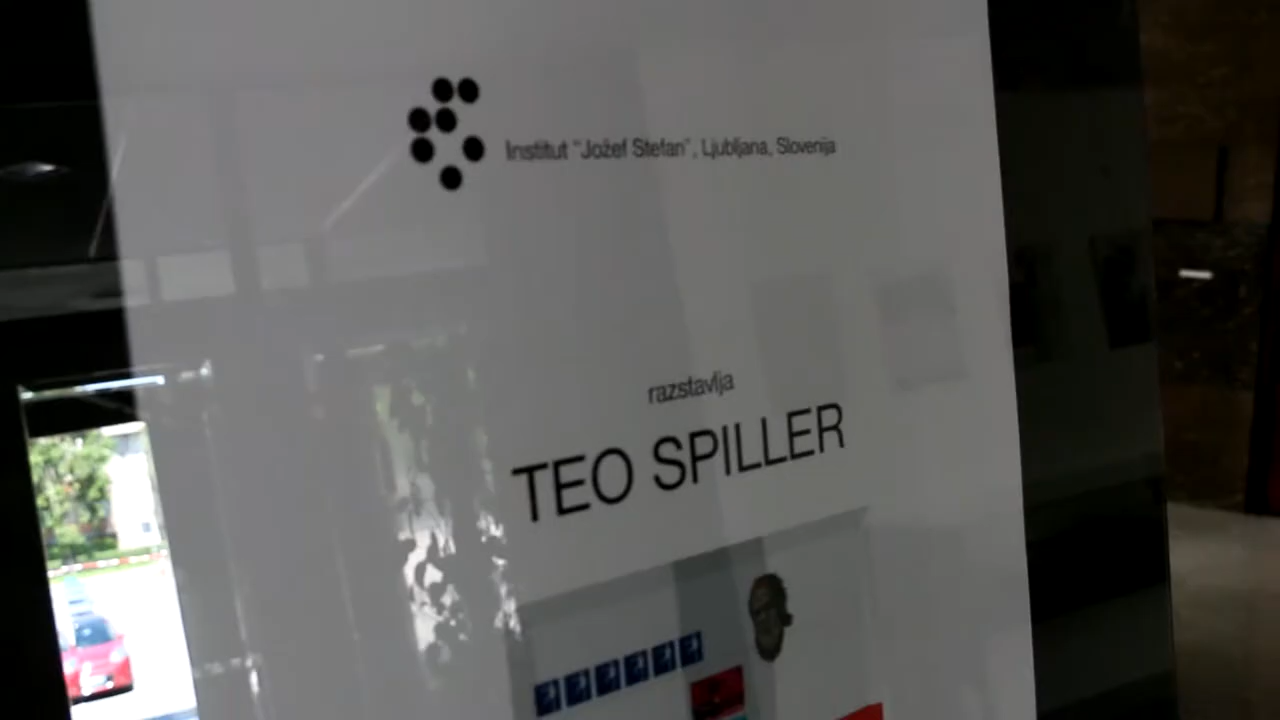 Institut "Jožef Stefan", Ljubljana, Slovenija
razstavlja
TEO SPILLER